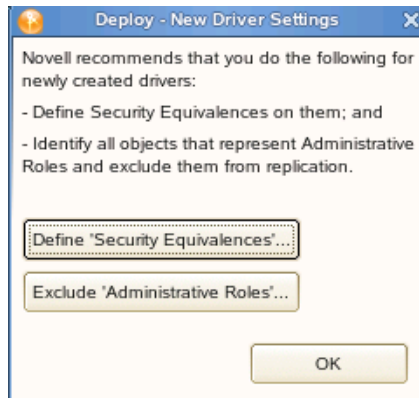 Deploy - New Driver Settings
Novell recommends that you do the following for
newly created drivers:
- Define Security Equivalences on them; and
- Identify all objects that represent Administrative
Roles and exclude them from replication.
Define 'Security Equivalences'...
Exclude 'Administrative Roles'...
OK